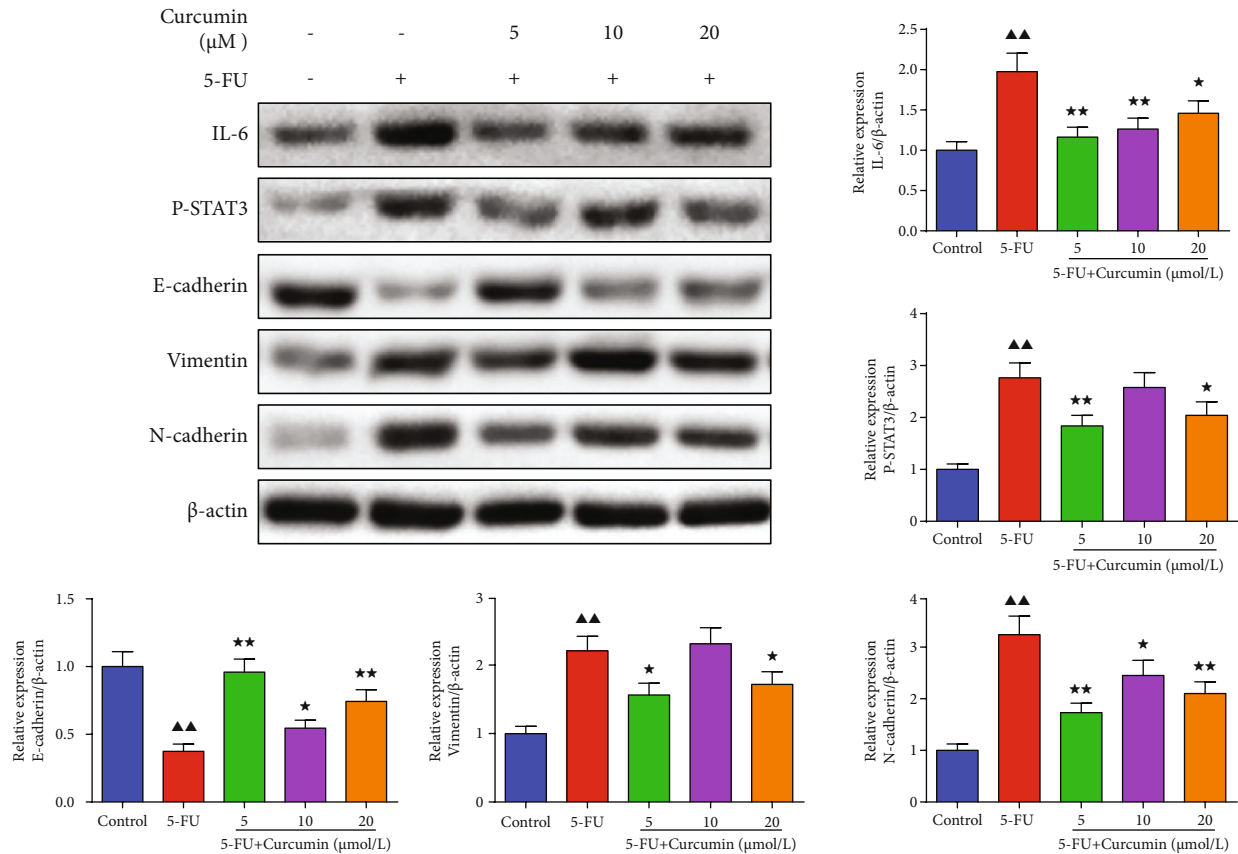 Curcumin
(μM )
- - 5 10 20
5-FU - + + + +
IL-6
P-STAT3
E-cadherin
Vimentin
N-cadherin
β-actin
Relative expression
IL-6/β-actin
2.5
2.0
1.5
1.0
0.5
0.0
▲▲
★★
★★
★
Control 5-FU 5 10 20
5-FU+Curcumin (μmol/L)
Relative expression
P-STAT3/β-actin
4
3
2
1
0
▲▲
★★
★
Control 5-FU 5 10 20
5-FU+Curcumin (μmol/L)
Relative expression
E-cadherin/β-actin
1.5
1.0
0.5
0.0
▲▲
★★
★
★★
Control 5-FU 5 10 20
5-FU+Curcumin (μmol/L)
Relative expression
Vimentin/β-actin
3
2
1
0
▲▲
★
★
Control 5-FU 5 10 20
5-FU+Curcumin (μmol/L)
Relative expression
N-cadherin/β-actin
4
3
2
1
0
▲▲
★★
★
★★
Control 5-FU 5 10 20
5-FU+Curcumin (μmol/L)